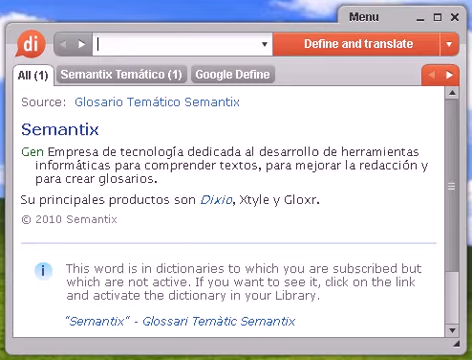 Menu
di
Define and translate
All (1)
Semantix Temático (1)
Google Define
Source: Glosario Temático Semantix
Semantix
Gen Empresa de tecnología dedicada al desarrollo de herramientas
informáticas para comprender textos, para mejorar la redacción y
para crear glosarios.
Su principales productos son Dixio, Xtyle y Gloxr.
© 2010 Semantix
i
This word is in dictionaries to which you are subscribed but
which are not active. If you want to see it, click on the link
and activate the dictionary in your Library.
"Semantix" - Glossari Temàtic Semantix